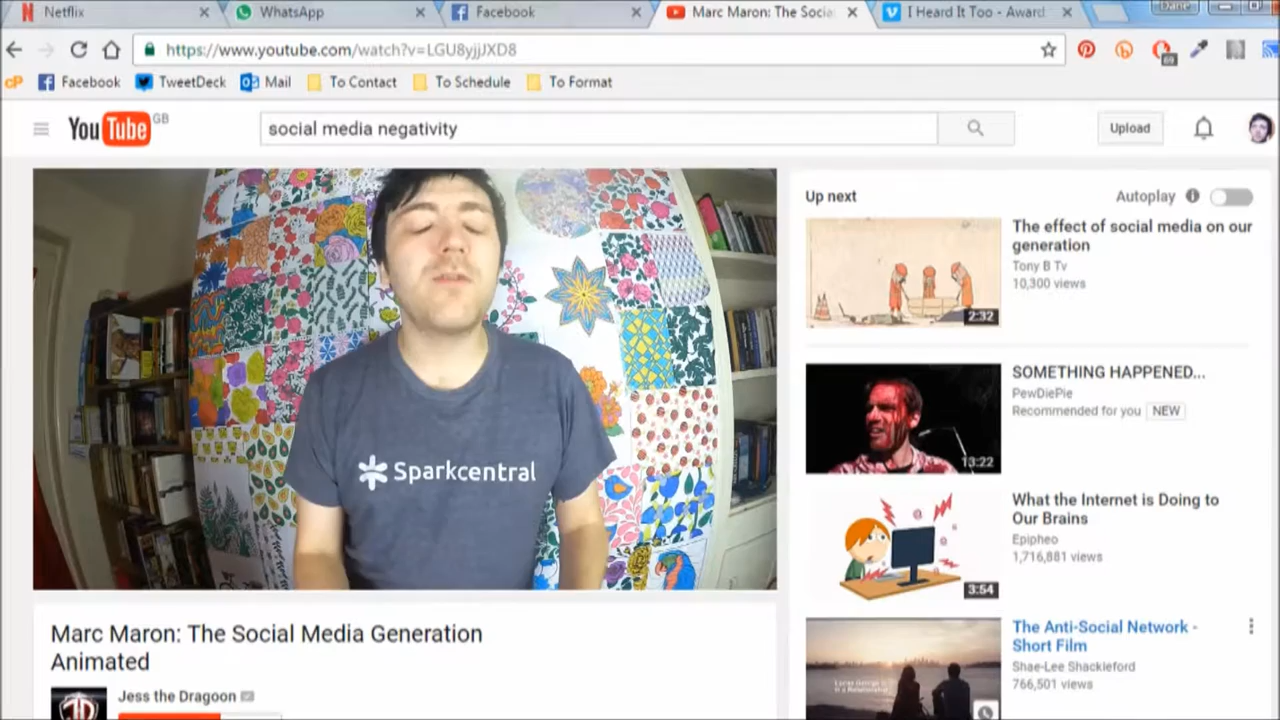 Netflix
WhatsApp
Facebook
Marc Maron: The Socia
I Heard It Too - Award
Dane
https://www.youtube.com/watch?v=LGU8yjjJXD8
69
cP
Facebook
TweetDeck
Mail
To Contact
To Schedule
To Format
YouTube GB
social media negativity
Upload
Sparkcentral
Marc Maron: The Social Media Generation
Animated
Jess the Dragoon
Up next
Autoplay
The effect of social media on our
generation
Tony B Tv
10,300 views
2:32
SOMETHING HAPPENED...
PewDiePie
Recommended for you NEW
13:22
What the Internet is Doing to
Our Brains
Epipheo
1,716,881 views
3:54
The Anti-Social Network -
Short Film
Shae-Lee Shackleford
766,501 views